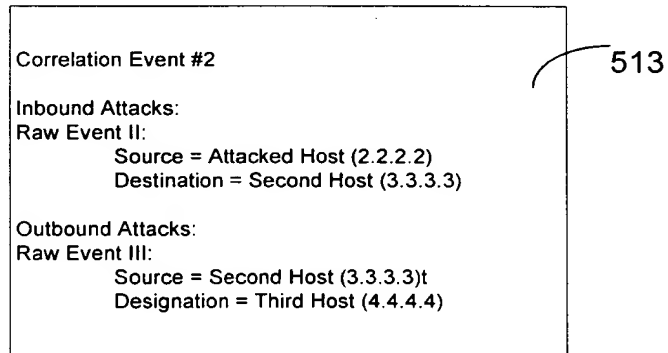 Correlation Event #2
513
Inbound Attacks:
Raw Event II:
Source = Attacked Host (2.2.2.2)
Destination = Second Host (3.3.3.3)
Outbound Attacks:
Raw Event III:
Source = Second Host (3.3.3.3)t
Designation = Third Host (4.4.4.4)